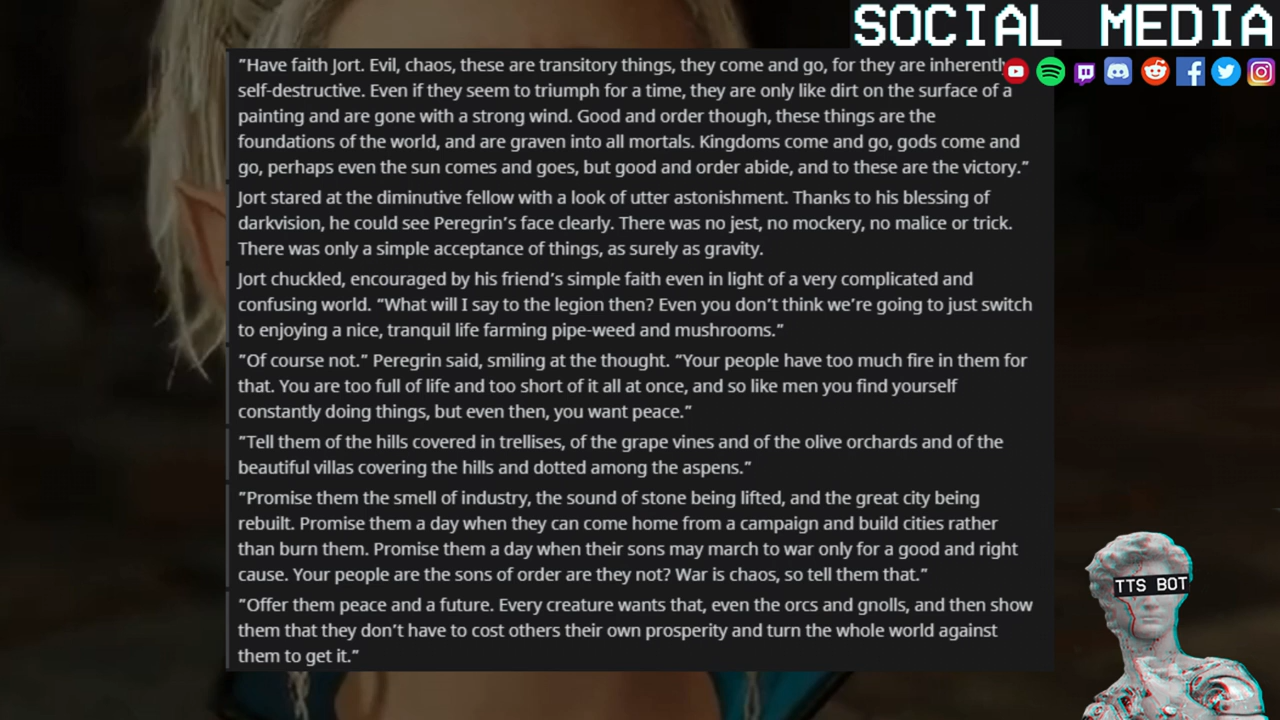 SOCIAL MEDIA
“Have faith Jort. Evil, chaos, these are transitory things, they come and go, for they are inherently
self-destructive. Even if they seem to triumph for a time, they are only like dirt on the surface of a
painting and are gone with a strong wind. Good and order though, these things are the
foundations of the world, and are graven into all mortals. Kingdoms come and go, gods come and
go, perhaps even the sun comes and goes, but good and order abide, and to these are the victory.”
Jort stared at the diminutive fellow with a look of utter astonishment. Thanks to his blessing of
darkvision, he could see Peregrin’s face clearly. There was no jest, no mockery, no malice or trick.
There was only a simple acceptance of things, as surely as gravity.
Jort chuckled, encouraged by his friend’s simple faith even in light of a very complicated and
confusing world. “What will I say to the legion then? Even you don’t think we’re going to just switch
to enjoying a nice, tranquil life farming pipe-weed and mushrooms.”
“Of course not.” Peregrin said, smiling at the thought. “Your people have too much fire in them for
that. You are too full of life and too short of it all at once, and so like men you find yourself
constantly doing things, but even then, you want peace.”
“Tell them of the hills covered in trellises, of the grape vines and of the olive orchards and of the
beautiful villas covering the hills and dotted among the aspens.”
“Promise them the smell of industry, the sound of stone being lifted, and the great city being
rebuilt. Promise them a day when they can come home from a campaign and build cities rather
than burn them. Promise them a day when their sons may march to war only for a good and right
cause. Your people are the sons of order are they not? War is chaos, so tell them that.”
“Offer them peace and a future. Every creature wants that, even the orcs and gnolls, and then show
them that they don’t have to cost others their own prosperity and turn the whole world against
them to get it.”
TTS BOT